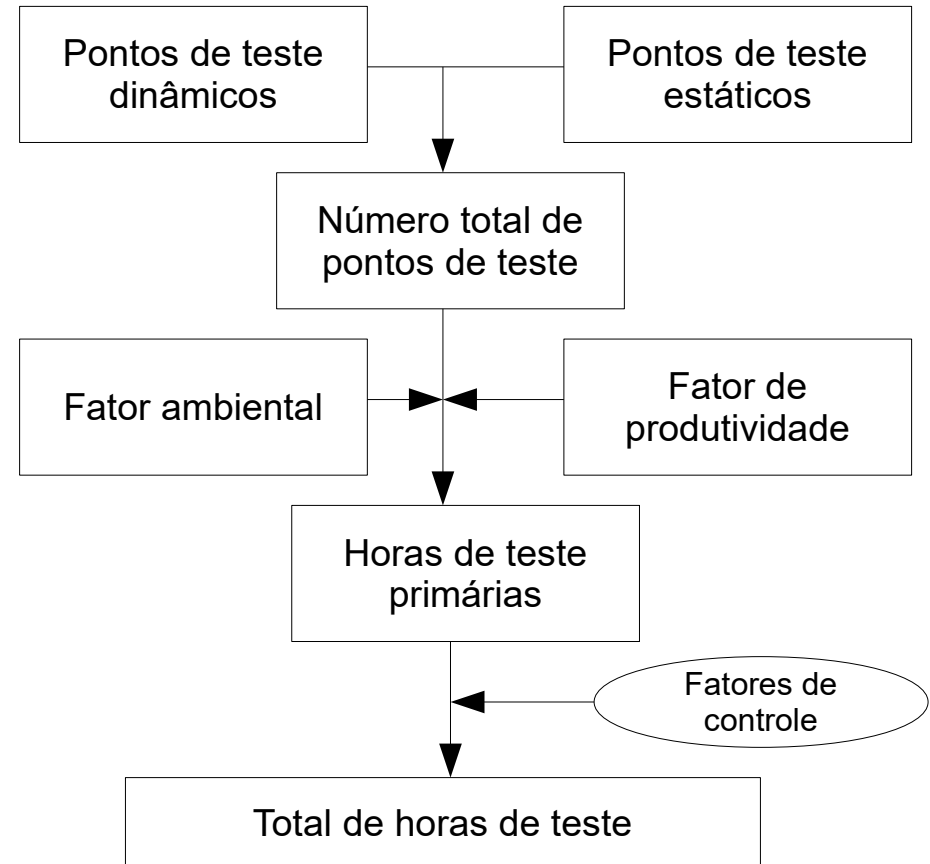 Pontos de teste
dinâmicos
Pontos de teste
estáticos
Número total de
pontos de teste
Fator ambiental
Fator de
produtividade
Horas de teste
primárias
Fatores de
controle
Total de horas de teste